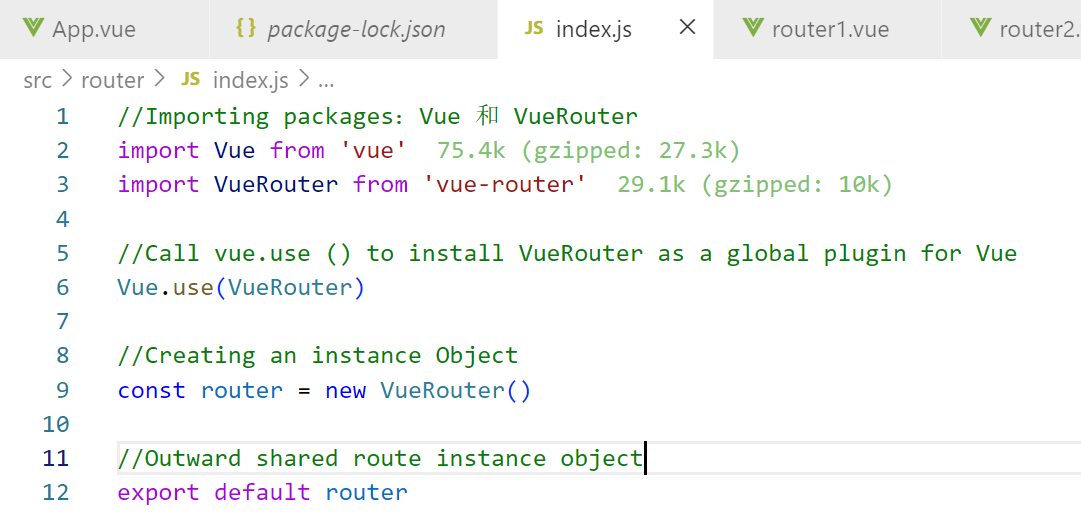 App.vue {} package-lock.json JS index.js × router1.vue router2.
src > router > JS index.js > ...
1 //Importing packages：Vue 和 VueRouter
2 import Vue from 'vue' 75.4k (gzipped: 27.3k)
3 import VueRouter from 'vue-router' 29.1k (gzipped: 10k)
4
5 //Call vue.use () to install VueRouter as a global plugin for Vue
6 Vue.use(VueRouter)
7
8 //Creating an instance Object
9 const router = new VueRouter()
10
11 //Outward shared route instance object
12 export default router